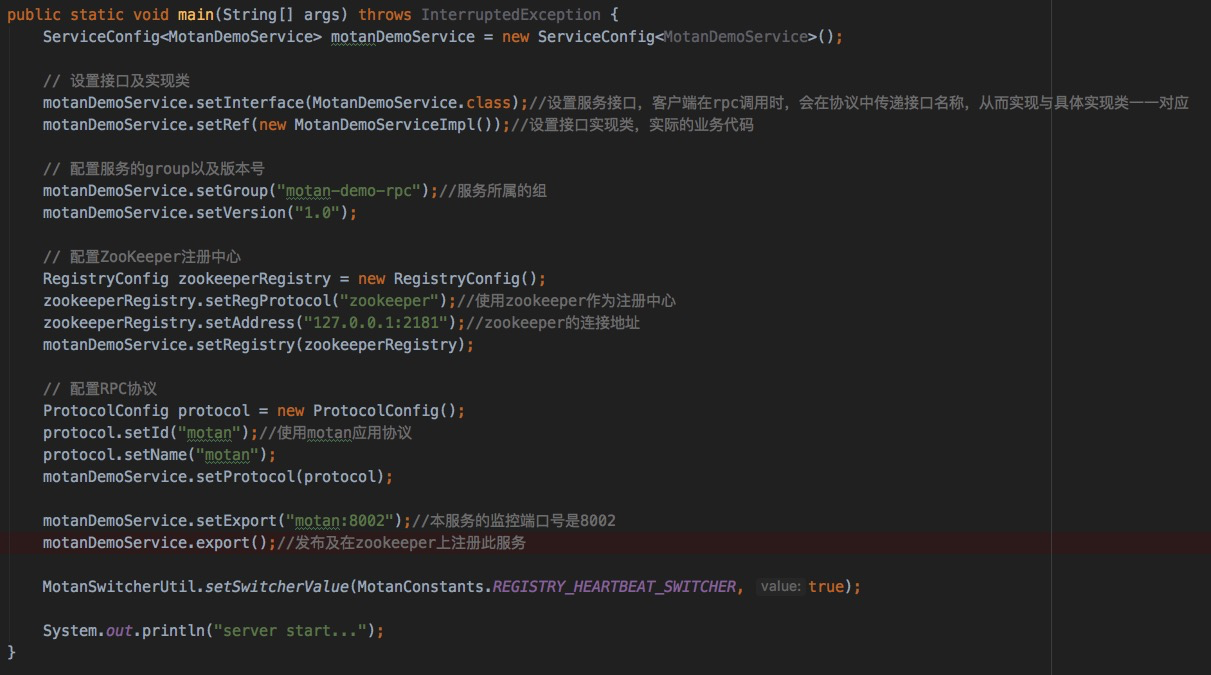 public static void main(String[] args) throws InterruptedException {
ServiceConfig<MotanDemoService> motanDemoService = new ServiceConfig<MotanDemoService>();
// 设置接口及实现类
motanDemoService.setInterface(MotanDemoService.class);//设置服务接口，客户端在rpc调用时，会在协议中传递接口名称，从而实现与具体实现类一一对应
motanDemoService.setRef(new MotanDemoServiceImpl());//设置接口实现类，实际的业务代码
// 配置服务的group以及版本号
motanDemoService.setGroup("motan-demo-rpc");//服务所属的组
motanDemoService.setVersion("1.0");
// 配置ZooKeeper注册中心
RegistryConfig zookeeperRegistry = new RegistryConfig();
zookeeperRegistry.setRegProtocol("zookeeper");//使用zookeeper作为注册中心
zookeeperRegistry.setAddress("127.0.0.1:2181");//zookeeper的连接地址
motanDemoService.setRegistry(zookeeperRegistry);
// 配置RPC协议
ProtocolConfig protocol = new ProtocolConfig();
protocol.setId("motan");//使用motan应用协议
protocol.setName("motan");
motanDemoService.setProtocol(protocol);
motanDemoService.setExport("motan:8002");//本服务的监控端口号是8002
motanDemoService.export();//发布及在zookeeper上注册此服务
MotanSwitcherUtil.setSwitcherValue(MotanConstants.REGISTRY_HEARTBEAT_SWITCHER, value: true);
System.out.println("server start...");
}